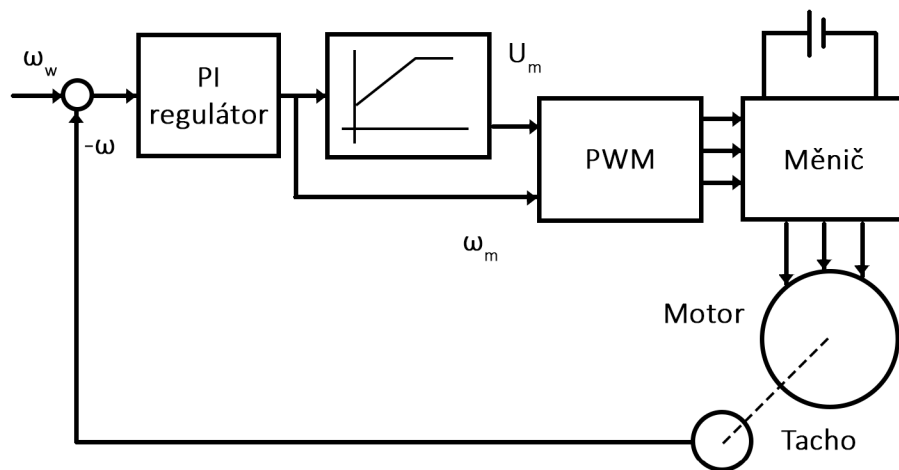 ω_w
PI
regulátor
U_m
-ω
PWM
Měnič
ω_m
Motor
Tacho